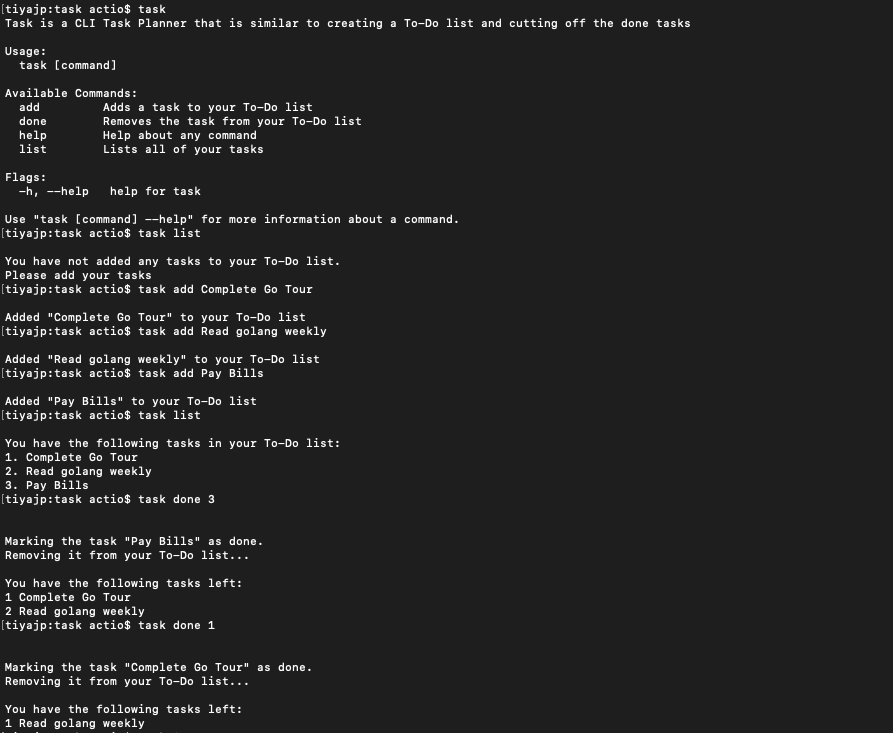 [tiyajp:task actio$ task
Task is a CLI Task Planner that is similar to creating a To-Do list and cutting off the done tasks
Usage:
task [command]
Available Commands:
add Adds a task to your To-Do list
done Removes the task from your To-Do list
help Help about any command
list Lists all of your tasks
Flags:
-h, --help help for task
Use "task [command] --help" for more information about a command.
[tiyajp:task actio$ task list
You have not added any tasks to your To-Do list.
Please add your tasks
[tiyajp:task actio$ task add Complete Go Tour
Added "Complete Go Tour" to your To-Do list
[tiyajp:task actio$ task add Read golang weekly
Added "Read golang weekly" to your To-Do list
[tiyajp:task actio$ task add Pay Bills
Added "Pay Bills" to your To-Do list
[tiyajp:task actio$ task list
You have the following tasks in your To-Do list:
1. Complete Go Tour
2. Read golang weekly
3. Pay Bills
[tiyajp:task actio$ task done 3
Marking the task "Pay Bills" as done.
Removing it from your To-Do list...
You have the following tasks left:
1 Complete Go Tour
2 Read golang weekly
[tiyajp:task actio$ task done 1
Marking the task "Complete Go Tour" as done.
Removing it from your To-Do list...
You have the following tasks left:
1 Read golang weekly